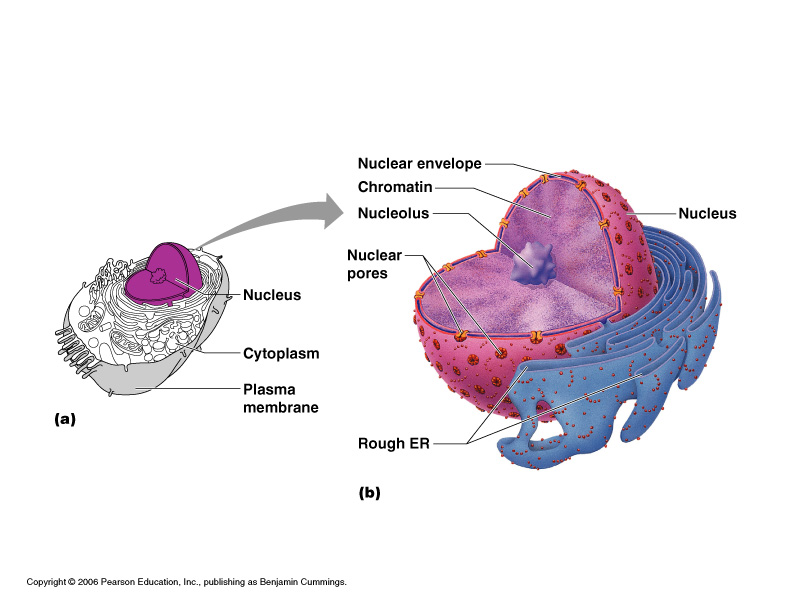 Nuclear envelope
Chromatin
Nucleolus
Nucleus
Nuclear
pores
Nucleus
Cytoplasm
Plasma
membrane
(a)
Rough ER
(b)
Copyright © 2006 Pearson Education, Inc., publishing as Benjamin Cummings.